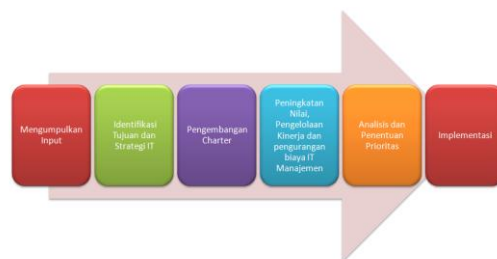 Mengumpulkan
Input
Identifikasi
Tujuan dan
Strategi IT
Pengembangan
Charter
Peningkatan
Nilai,
Pengelolaan
Kinerja dan
pengurangan
biaya IT
Manajemen
Analisis dan
Penentuan
Prioritas
Implementasi